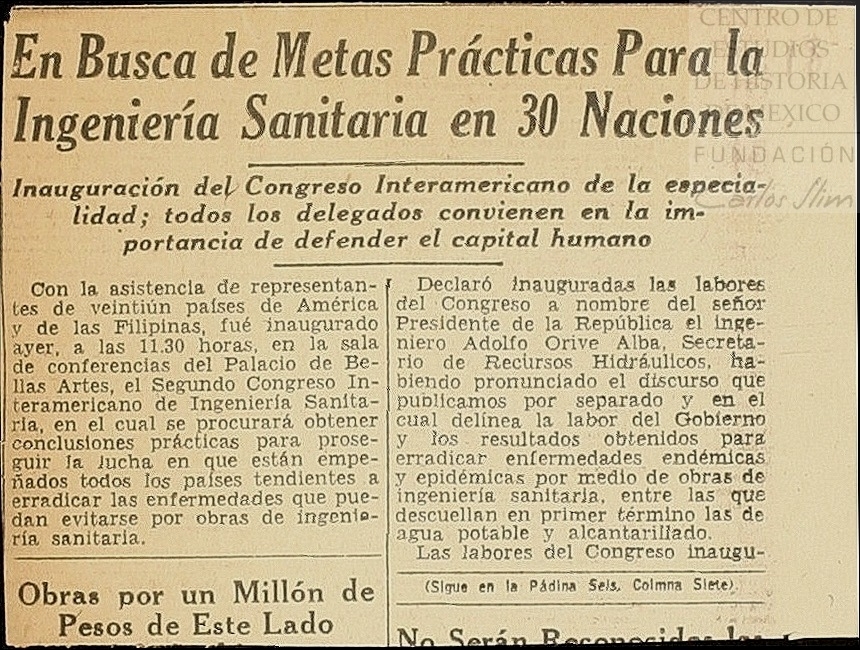 CENTRO DE
ESTUDIOS
DE HISTORIA
DE MEXICO
FUNDACIÓN
Carlos Slim
En Busca de Metas Prácticas Para la
Ingeniería Sanitaria en 30 Naciones
Inauguración del Congreso Interamericano de la especia-
lidad; todos los delegados convienen en la im-
portancia de defender el capital humano
Con la asistencia de representan-
tes de veintiún países de América
y de las Filipinas, fué inaugurado
ayer, a las 11.30 horas, en la sala
de conferencias del Palacio de Be-
llas Artes, el Segundo Congreso In-
teramericano de Ingeniería Sanita-
ria, en el cual se procurará obtener
conclusiones prácticas para prose-
guir la lucha en que están empe-
ñados todos los países tendientes a
erradicar las enfermedades que pue-
dan evitarse por obras de ingenie-
ría sanitaria.
Obras por un Millón de
Pesos de Este Lado
Declaró inauguradas las labores
del Congreso a nombre del señor
Presidente de la República el inge-
niero Adolfo Orive Alba, Secreta-
rio de Recursos Hidráulicos, ha-
biendo pronunciado el discurso que
publicamos por separado y en el
cual delínea la labor del Gobierno
y los resultados obtenidos para
erradicar enfermedades endémicas
y epidémicas por medio de obras de
ingeniería sanitaria, entre las que
descuellan en primer término las de
agua potable y alcantarillado.
Las labores del Congreso inaugu-
(Sigue en la Pádina Seis, Colmna Siete).
No Serán Reconocidos las